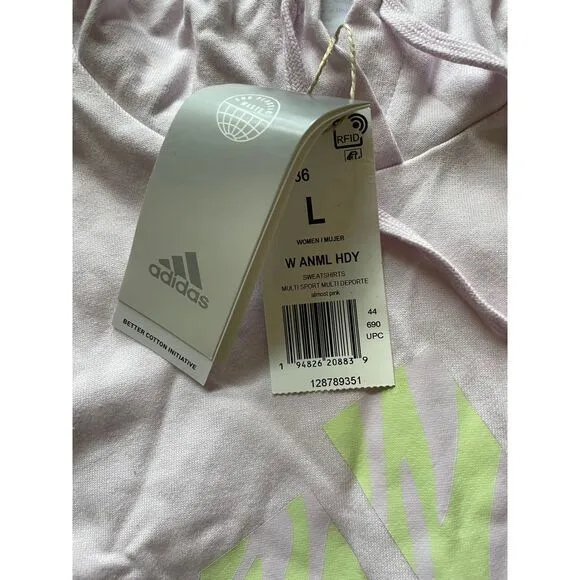 adidas
BETTER COTTON INITIATIVE
RFID
36
L
WOMEN / MUJER
W ANML HDY
SWEATSHIRTS
MULTI SPORT MULTI DEPORTE
almost pink
44
690
UPC
1 94826 20883 9
128789351